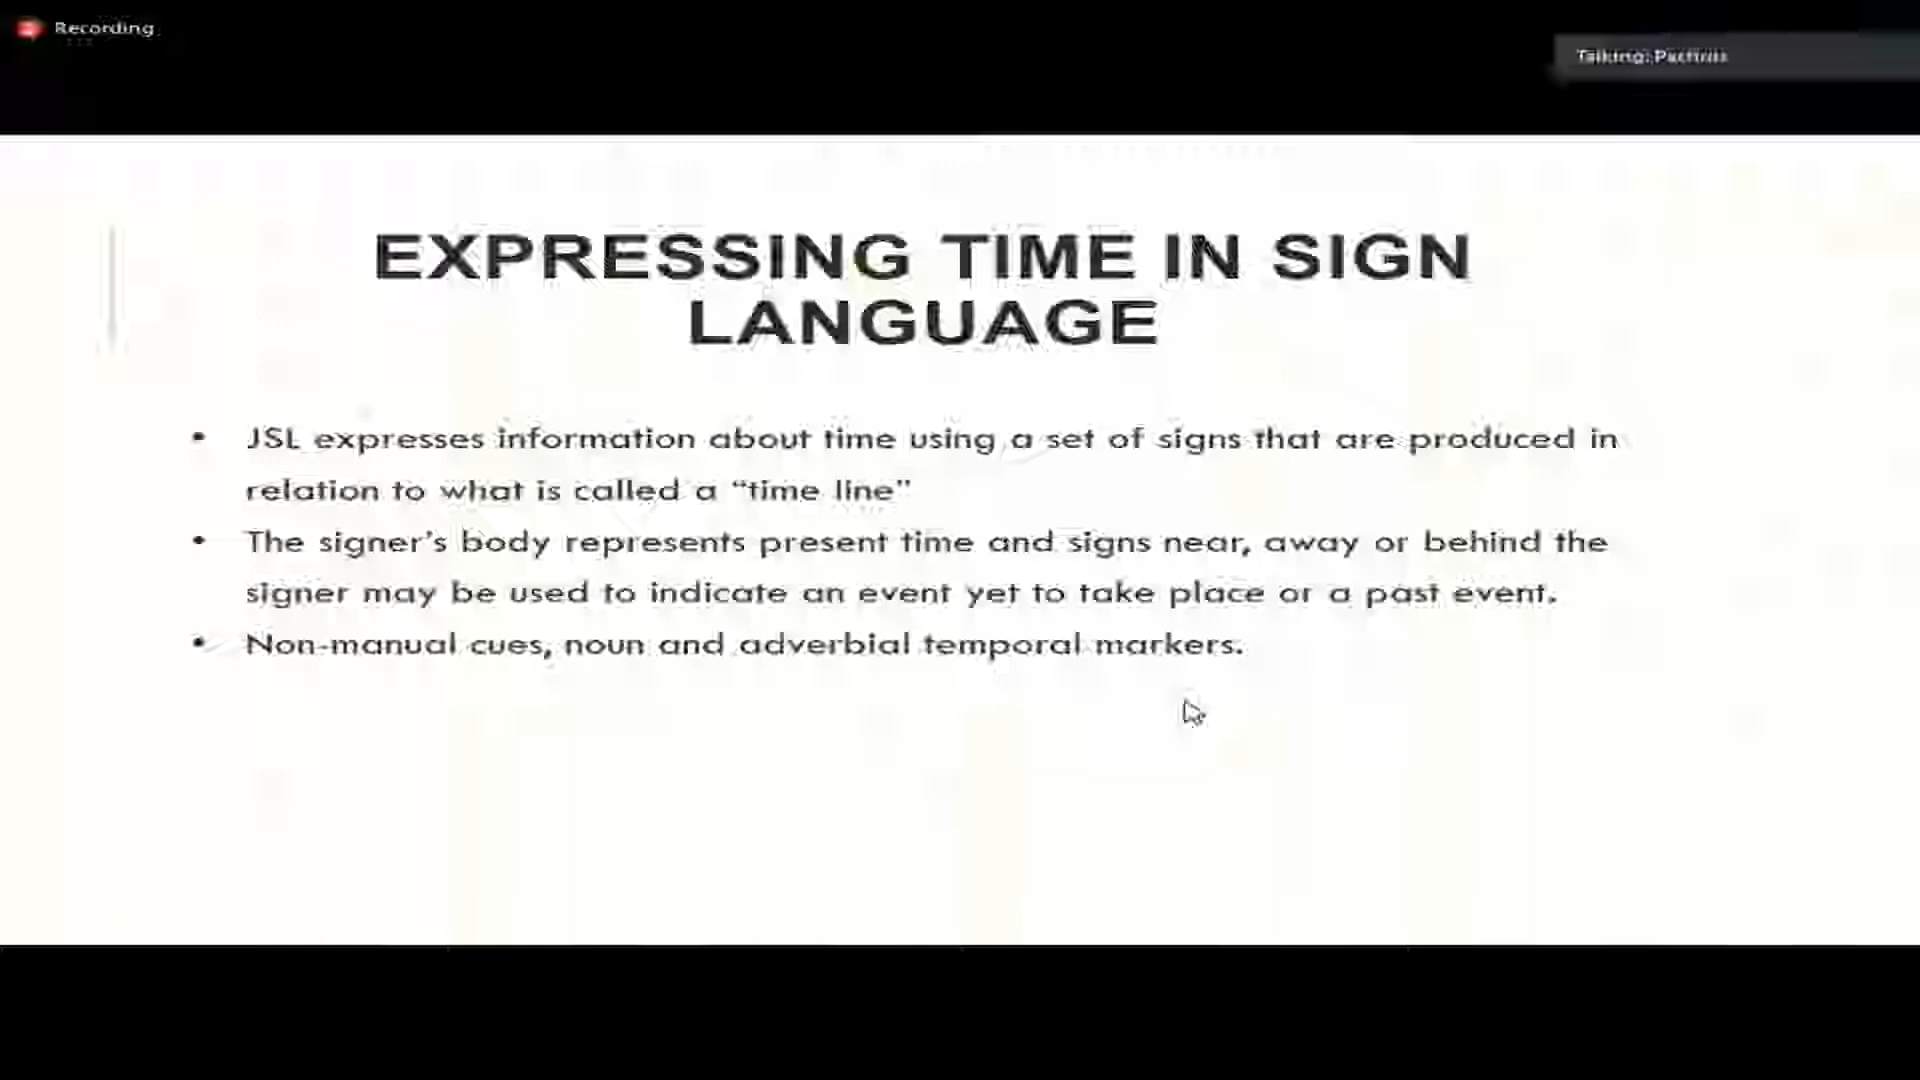 Recording
Talking:
EXPRESSING TIME IN SIGN
LANGUAGE
• JSL expresses information about time using a set of signs that are produced in
relation to what is called a “time line”
• The signer’s body represents present time and signs near, away or behind the
signer may be used to indicate an event yet to take place or a past event.
• Non-manual cues, noun and adverbial temporal markers.